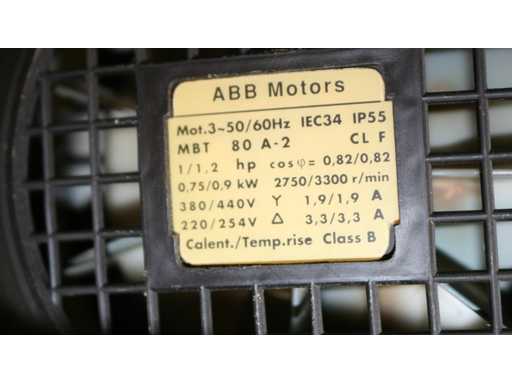 ABB Motors
Mot.3~50/60Hz IEC34 IP55
MBT 80 A-2 CL F
1/1,2 hp cosφ= 0,82/0,82
0,75/0,9 kW 2750/3300 r/min
380/440V Y 1,9/1,9 A
220/254V Δ 3,3/3,3 A
Calent./Temp.rise Class B